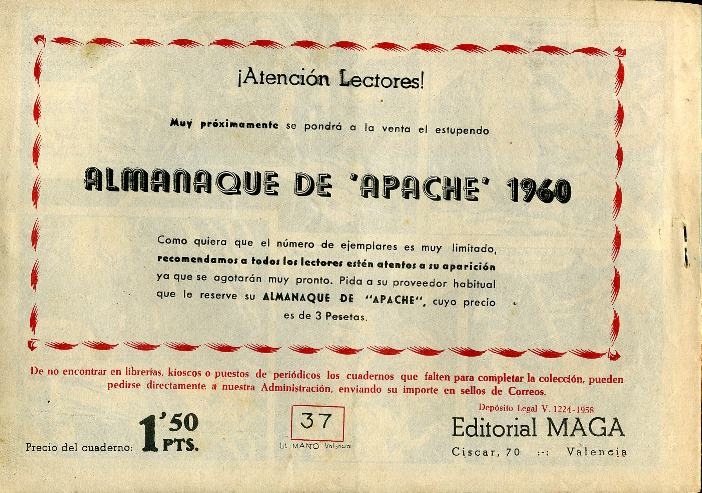 ¡Atención Lectores!
Muy próximamente se pondrá a la venta el estupendo
ALMANAQUE DE 'APACHE' 1960
Como quiera que el número de ejemplares es muy limitado,
recomendamos a todos los lectores estén atentos a su aparición
ya que se agotarán muy pronto. Pida a su proveedor habitual
que le reserve su ALMANAQUE DE "APACHE", cuyo precio
es de 3 Pesetas.
De no encontrar en librerías, kioscos o puestos de periódicos los cuadernos que falten para completar la colección, pueden
pedirse directamente a nuestra Administración, enviando su importe en sellos de Correos.
Precio del cuaderno: 1'50 PTS.
37
MANO Valencia
Depósito Legal V. 1224-1958
Editorial MAGA
Ciscar, 70 :-: Valencia